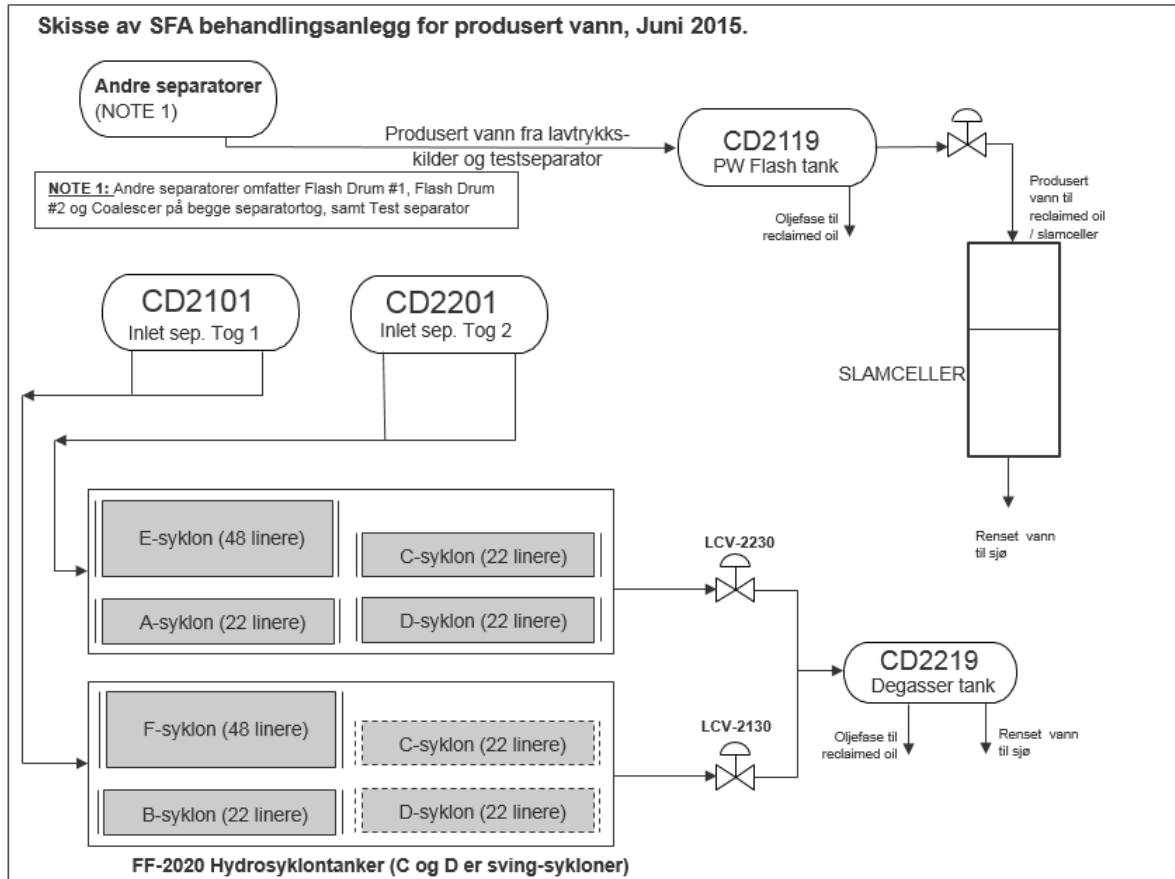 Skisse av SFA behandlingsanlegg for produsert vann, Juni 2015.
Andre separatorer
(NOTE 1)
Produsert vann fra lavtrykks-
kilder og testseparator
CD2119
PW Flash tank
NOTE 1: Andre separatorer omfatter Flash Drum #1, Flash Drum
#2 og Coalescer på begge separatortog, samt Test separator
Oljefase til
reclaimed oil
Produsert
vann til
reclaimed oil
/ slamceller
CD2101
Inlet sep. Tog 1
CD2201
Inlet sep. Tog 2
SLAMCELLER
Renset vann
til sjø
E-syklon (48 linere)
C-syklon (22 linere)
A-syklon (22 linere)
D-syklon (22 linere)
LCV-2230
CD2219
Degasser tank
F-syklon (48 linere)
C-syklon (22 linere)
B-syklon (22 linere)
D-syklon (22 linere)
LCV-2130
Oljefase til
reclaimed oil
Renset vann
til sjø
FF-2020 Hydrosyklontanker (C og D er sving-sykloner)